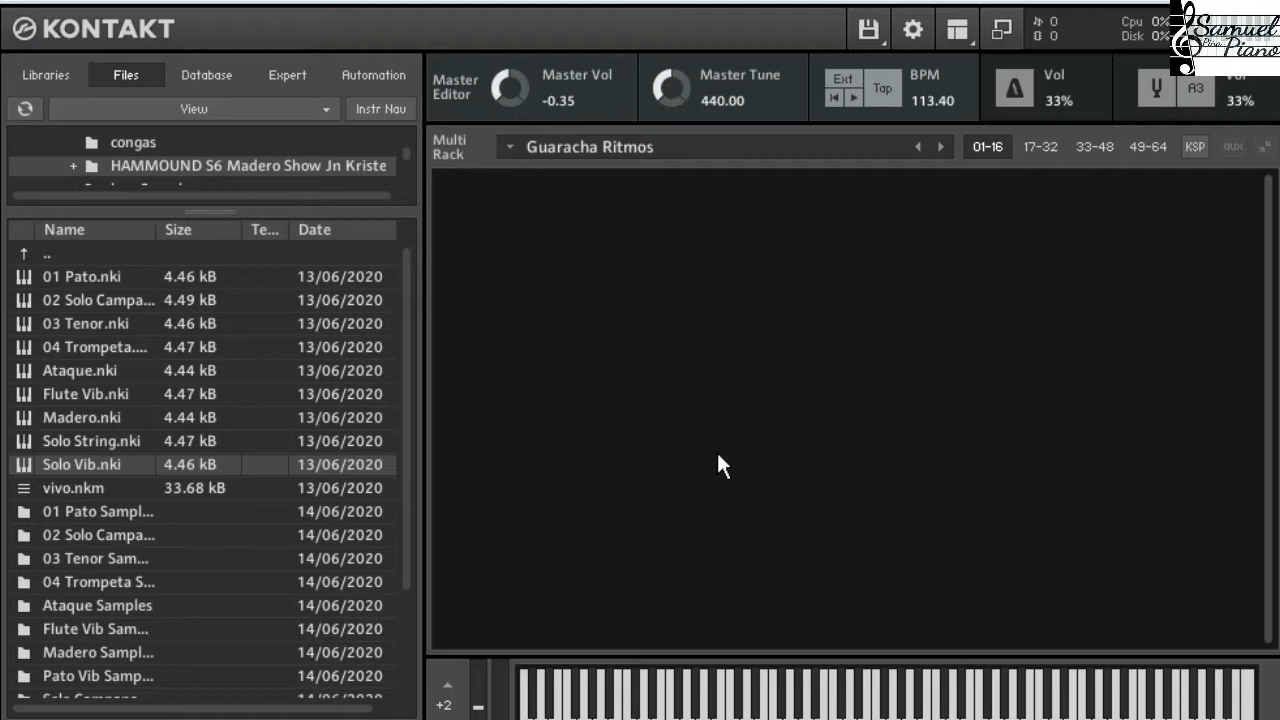 KONTAKT
0
0
Cpu 0%
Disk 0%
Samuel
Piano
Libraries Files Database Expert Automation
View Instr Nav
Master Editor
Master Vol
-0.35
Master Tune
440.00
Ext
Tap
BPM
113.40
Vol
33%
A3
33%
congas
+ HAMMOUND S6 Madero Show Jn Kriste
Multi Rack
Guaracha Ritmos
01-16 17-32 33-48 49-64 KSP aux
Name Size Te... Date
..
01 Pato.nki 4.46 kB 13/06/2020
02 Solo Campa... 4.49 kB 13/06/2020
03 Tenor.nki 4.46 kB 13/06/2020
04 Trompeta.... 4.47 kB 13/06/2020
Ataque.nki 4.44 kB 13/06/2020
Flute Vib.nki 4.47 kB 13/06/2020
Madero.nki 4.44 kB 13/06/2020
Solo String.nki 4.47 kB 13/06/2020
Solo Vib.nki 4.46 kB 13/06/2020
vivo.nkm 33.68 kB 13/06/2020
01 Pato Sampl... 14/06/2020
02 Solo Campa... 14/06/2020
03 Tenor Sam... 14/06/2020
04 Trompeta S... 14/06/2020
Ataque Samples 14/06/2020
Flute Vib Sam... 14/06/2020
Madero Sampl... 14/06/2020
Pato Vib Samp... 14/06/2020
+2